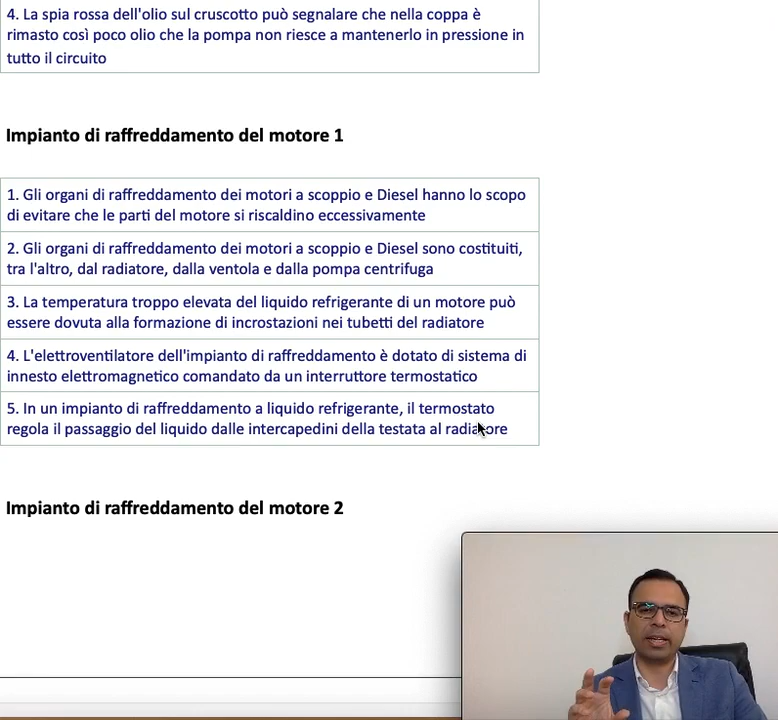 4. La spia rossa dell'olio sul cruscotto può segnalare che nella coppa è
rimasto così poco olio che la pompa non riesce a mantenerlo in pressione in
tutto il circuito
Impianto di raffreddamento del motore 1
1. Gli organi di raffreddamento dei motori a scoppio e Diesel hanno lo scopo
di evitare che le parti del motore si riscaldino eccessivamente
2. Gli organi di raffreddamento dei motori a scoppio e Diesel sono costituiti,
tra l'altro, dal radiatore, dalla ventola e dalla pompa centrifuga
3. La temperatura troppo elevata del liquido refrigerante di un motore può
essere dovuta alla formazione di incrostazioni nei tubetti del radiatore
4. L'elettroventilatore dell'impianto di raffreddamento è dotato di sistema di
innesto elettromagnetico comandato da un interruttore termostatico
5. In un impianto di raffreddamento a liquido refrigerante, il termostato
regola il passaggio del liquido dalle intercapedini della testata al radiatore
Impianto di raffreddamento del motore 2